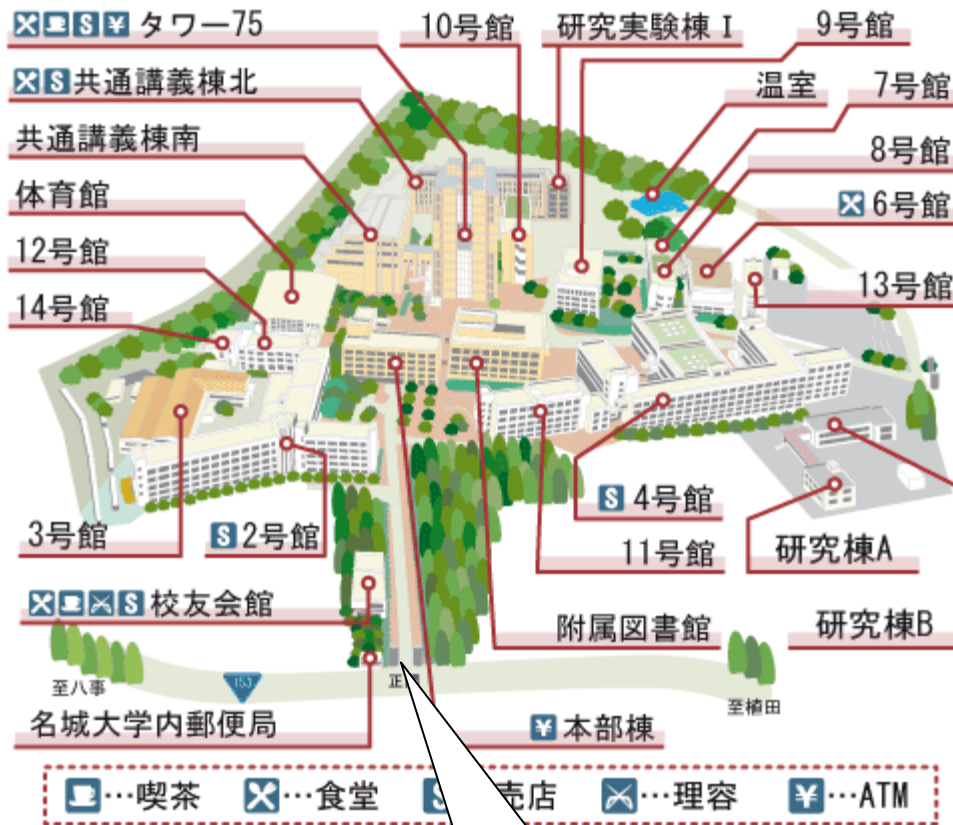 タワー75
10号館
研究実験棟Ⅰ
9号館
S 共通講義棟北
温室
7号館
共通講義棟南
8号館
体育館
6号館
12号館
13号館
14号館
3号館
S 2号館
S 4号館
11号館
研究棟A
S 校友会館
附属図書館
研究棟B
至八事
153
正
至植田
名城大学内郵便局
¥ 本部棟
…喫茶
…食堂
S 売店
…理容
¥…ATM